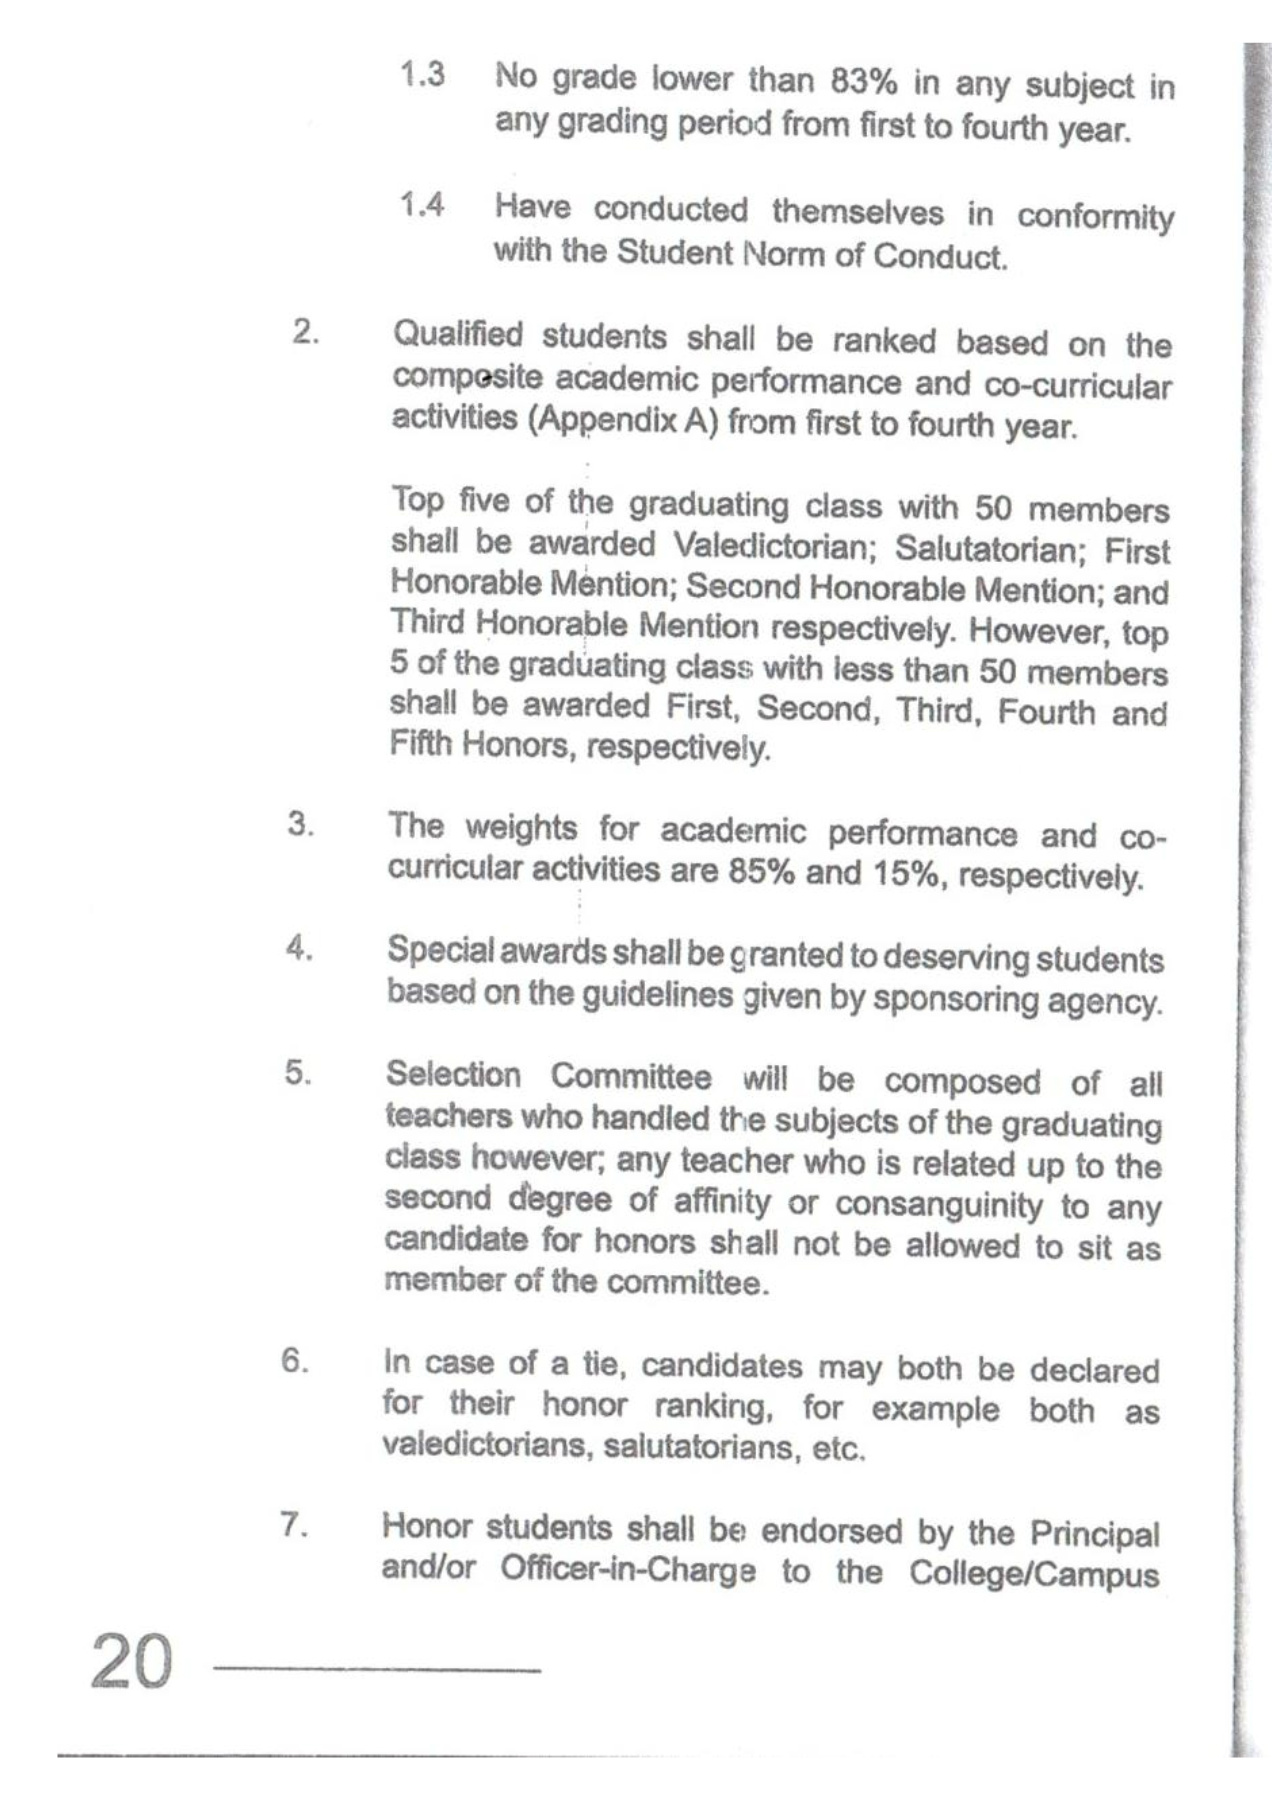 1.3 No grade lower than 83% in any subject in
any grading period from first to fourth year.
1.4 Have conducted themselves in conformity
with the Student Norm of Conduct.
2. Qualified students shall be ranked based on the
composite academic performance and co-curricular
activities (Appendix A) from first to fourth year.
Top five of the graduating class with 50 members
shall be awarded Valedictorian; Salutatorian; First
Honorable Mention; Second Honorable Mention; and
Third Honorable Mention respectively. However, top
5 of the graduating class with less than 50 members
shall be awarded First, Second, Third, Fourth and
Fifth Honors, respectively.
3. The weights for academic performance and co-
curricular activities are 85% and 15%, respectively.
4. Special awards shall be granted to deserving students
based on the guidelines given by sponsoring agency.
5. Selection Committee will be composed of all
teachers who handled the subjects of the graduating
class however; any teacher who is related up to the
second degree of affinity or consanguinity to any
candidate for honors shall not be allowed to sit as
member of the committee.
6. In case of a tie, candidates may both be declared
for their honor ranking, for example both as
valedictorians, salutatorians, etc.
7. Honor students shall be endorsed by the Principal
and/or Officer-in-Charge to the College/Campus
20